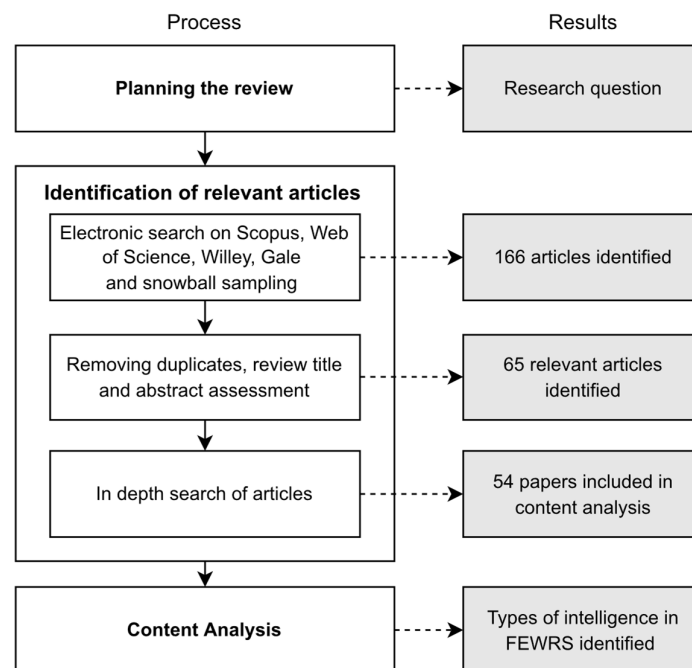 Process
Results
Planning the review
Research question
Identification of relevant articles
Electronic search on Scopus, Web
of Science, Willey, Gale
and snowball sampling
166 articles identified
Removing duplicates, review title
and abstract assessment
65 relevant articles
identified
In depth search of articles
54 papers included in
content analysis
Content Analysis
Types of intelligence in
FEWRS identified